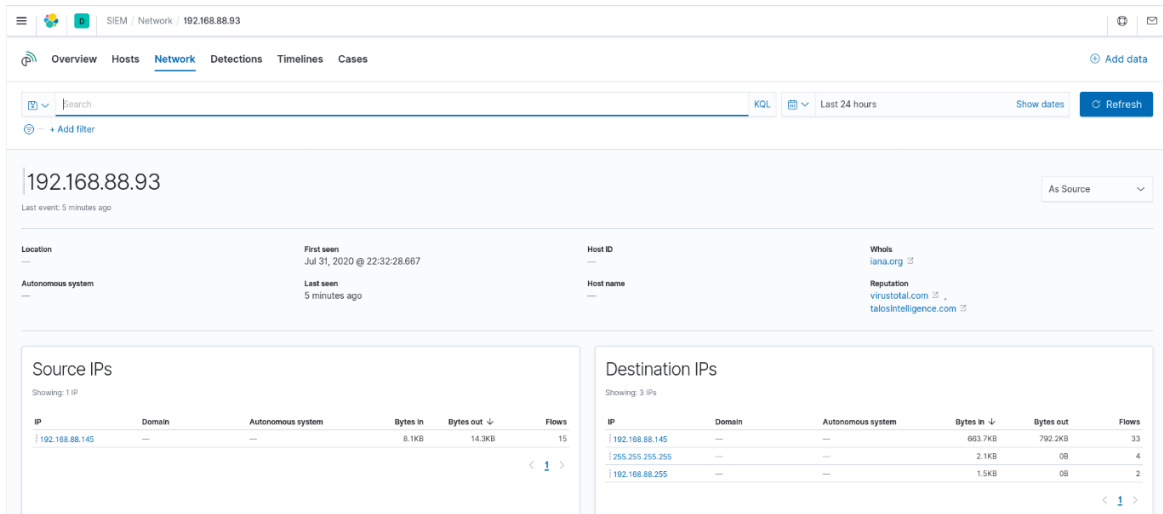 D SIEM / Network / 192.168.88.93
Overview Hosts Network Detections Timelines Cases Add data
Search KQL Last 24 hours Show dates Refresh
+ Add filter
192.168.88.93
As Source
Last event: 5 minutes ago
Location First seen Host ID WhoIs
— Jul 31, 2020 @ 22:32:28.667 — iana.org
Autonomous system Last seen Host name Reputation
— 5 minutes ago — virustotal.com ,
talosIntelligence.com
Source IPs
Showing: 1 IP
IP Domain Autonomous system Bytes in Bytes out ↓ Flows
192.168.88.145 — — 8.1KB 14.3KB 15
< 1 >
Destination IPs
Showing: 3 IPs
IP Domain Autonomous system Bytes in ↓ Bytes out Flows
192.168.88.145 — — 663.7KB 792.2KB 33
255.255.255.255 — — 2.1KB 0B 4
192.168.88.255 — — 1.5KB 0B 2
< 1 >